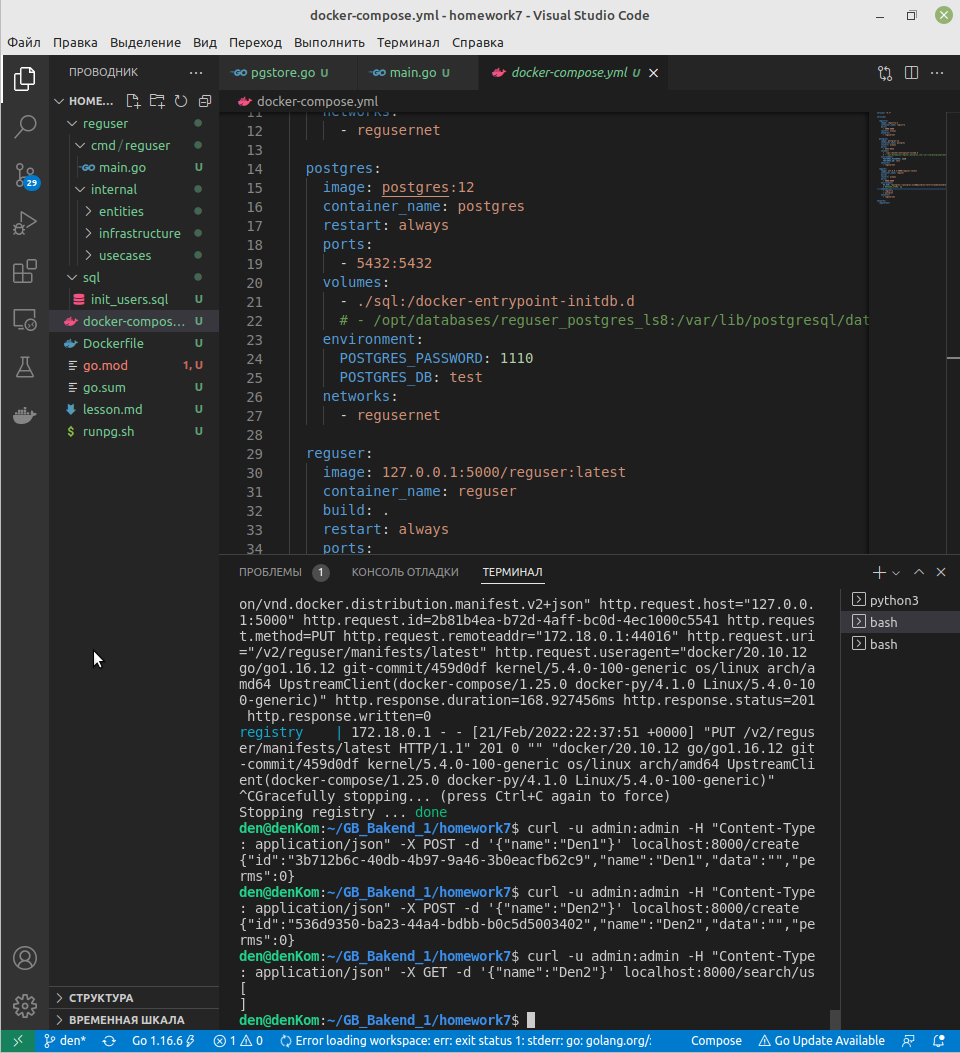 docker-compose.yml - homework7 - Visual Studio Code
Файл Правка Выделение Вид Переход Выполнить Терминал Справка
ПРОВОДНИК ...
HOME...
reguser
cmd/reguser
main.go U
internal
entities
infrastructure
usecases
sql
init_users.sql U
docker-compos... U
Dockerfile U
go.mod 1, U
go.sum U
lesson.md U
runpg.sh U
29
СТРУКТУРА
ВРЕМЕННАЯ ШКАЛА
pgstore.go U main.go U docker-compose.yml U
docker-compose.yml
11 networks:
12 - regusernet
13
14 postgres:
15 image: postgres:12
16 container_name: postgres
17 restart: always
18 ports:
19 - 5432:5432
20 volumes:
21 - ./sql:/docker-entrypoint-initdb.d
22 # - /opt/databases/reguser_postgres_ls8:/var/lib/postgresql/dat
23 environment:
24 POSTGRES_PASSWORD: 1110
25 POSTGRES_DB: test
26 networks:
27 - regusernet
28
29 reguser:
30 image: 127.0.0.1:5000/reguser:latest
31 container_name: reguser
32 build: .
33 restart: always
34 ports:
ПРОБЛЕМЫ 1 КОНСОЛЬ ОТЛАДКИ ТЕРМИНАЛ
on/vnd.docker.distribution.manifest.v2+json" http.request.host="127.0.0.
1:5000" http.request.id=2b81b4ea-b72d-4aff-bc0d-4ec1000c5541 http.reques
t.method=PUT http.request.remoteaddr="172.18.0.1:44016" http.request.uri
="/v2/reguser/manifests/latest" http.request.useragent="docker/20.10.12
go/go1.16.12 git-commit/459d0df kernel/5.4.0-100-generic os/linux arch/a
md64 UpstreamClient(docker-compose/1.25.0 docker-py/4.1.0 Linux/5.4.0-10
0-generic)" http.response.duration=168.927456ms http.response.status=201
http.response.written=0
registry | 172.18.0.1 - - [21/Feb/2022:22:37:51 +0000] "PUT /v2/regus
er/manifests/latest HTTP/1.1" 201 0 "" "docker/20.10.12 go/go1.16.12 git
-commit/459d0df kernel/5.4.0-100-generic os/linux arch/amd64 UpstreamCli
ent(docker-compose/1.25.0 docker-py/4.1.0 Linux/5.4.0-100-generic)"
^CGracefully stopping... (press Ctrl+C again to force)
Stopping registry ... done
den@denKom:~/GB_Bakend_1/homework7$ curl -u admin:admin -H "Content-Type
: application/json" -X POST -d '{"name":"Den1"}' localhost:8000/create
{"id":"3b712b6c-40db-4b97-9a46-3b0eacfb62c9","name":"Den1","data":"","pe
rms":0}
den@denKom:~/GB_Bakend_1/homework7$ curl -u admin:admin -H "Content-Type
: application/json" -X POST -d '{"name":"Den2"}' localhost:8000/create
{"id":"536d9350-ba23-44a4-bdbb-b0c5d5003402","name":"Den2","data":"","pe
rms":0}
den@denKom:~/GB_Bakend_1/homework7$ curl -u admin:admin -H "Content-Type
: application/json" -X GET -d '{"name":"Den2"}' localhost:8000/search/us
[
]
den@denKom:~/GB_Bakend_1/homework7$
python3
bash
bash
den* Go 1.16.6 1 0 Error loading workspace: err: exit status 1: stderr: go: golang.org/: Compose Go Update Available